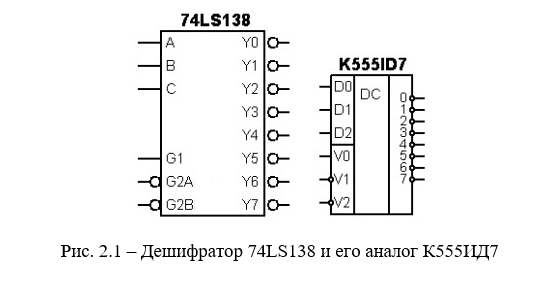 74LS138
A Y0
B Y1
C Y2
Y3
Y4
G1 Y5
G2A Y6
G2B Y7
K555ID7
D0 DC
D1
D2
V0
V1
V2
0
1
2
3
4
5
6
7
Рис. 2.1 – Дешифратор 74LS138 и его аналог К555ИД7